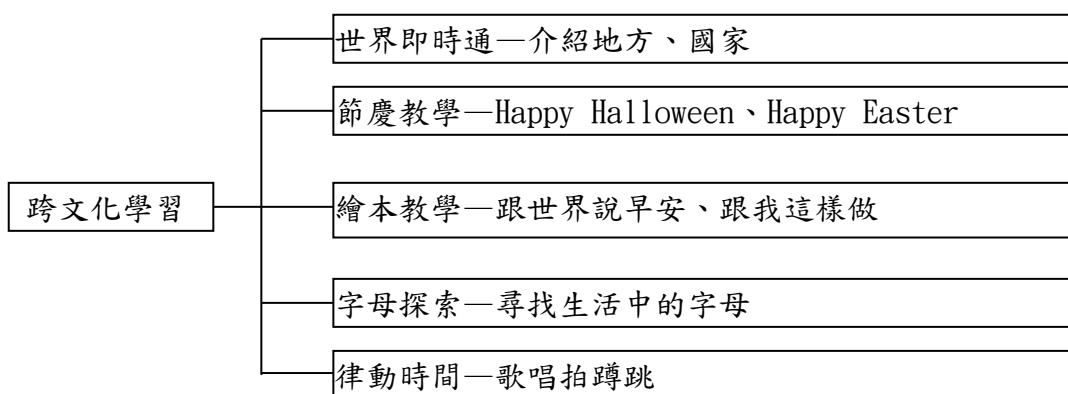 世界即時通—介紹地方、國家
節慶教學—Happy Halloween、Happy Easter
跨文化學習
繪本教學—跟世界說早安、跟我這樣做
字母探索—尋找生活中的字母
律動時間—歌唱拍蹲跳